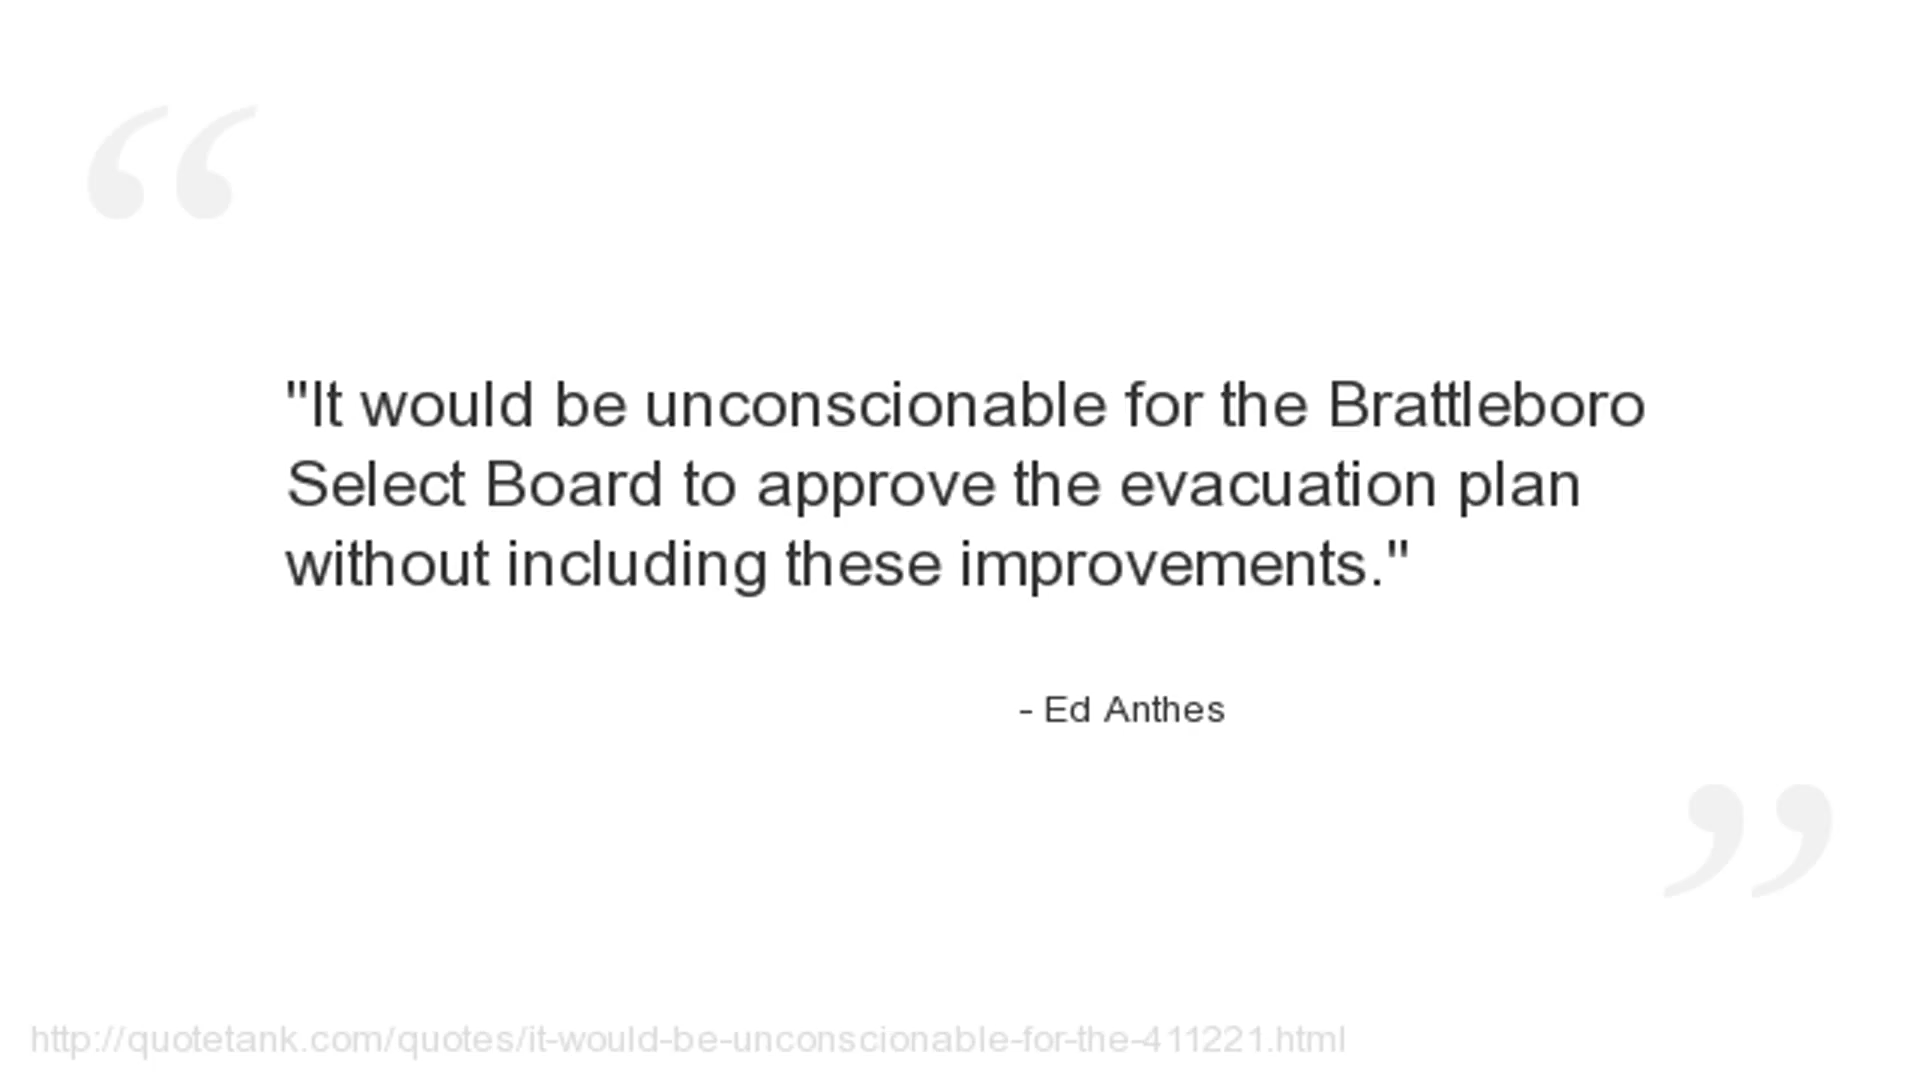 "It would be unconscionable for the Brattleboro
Select Board to approve the evacuation plan
without including these improvements."
- Ed Anthes
http://quotetank.com/quotes/it-would-be-unconscionable-for-the-411221.html